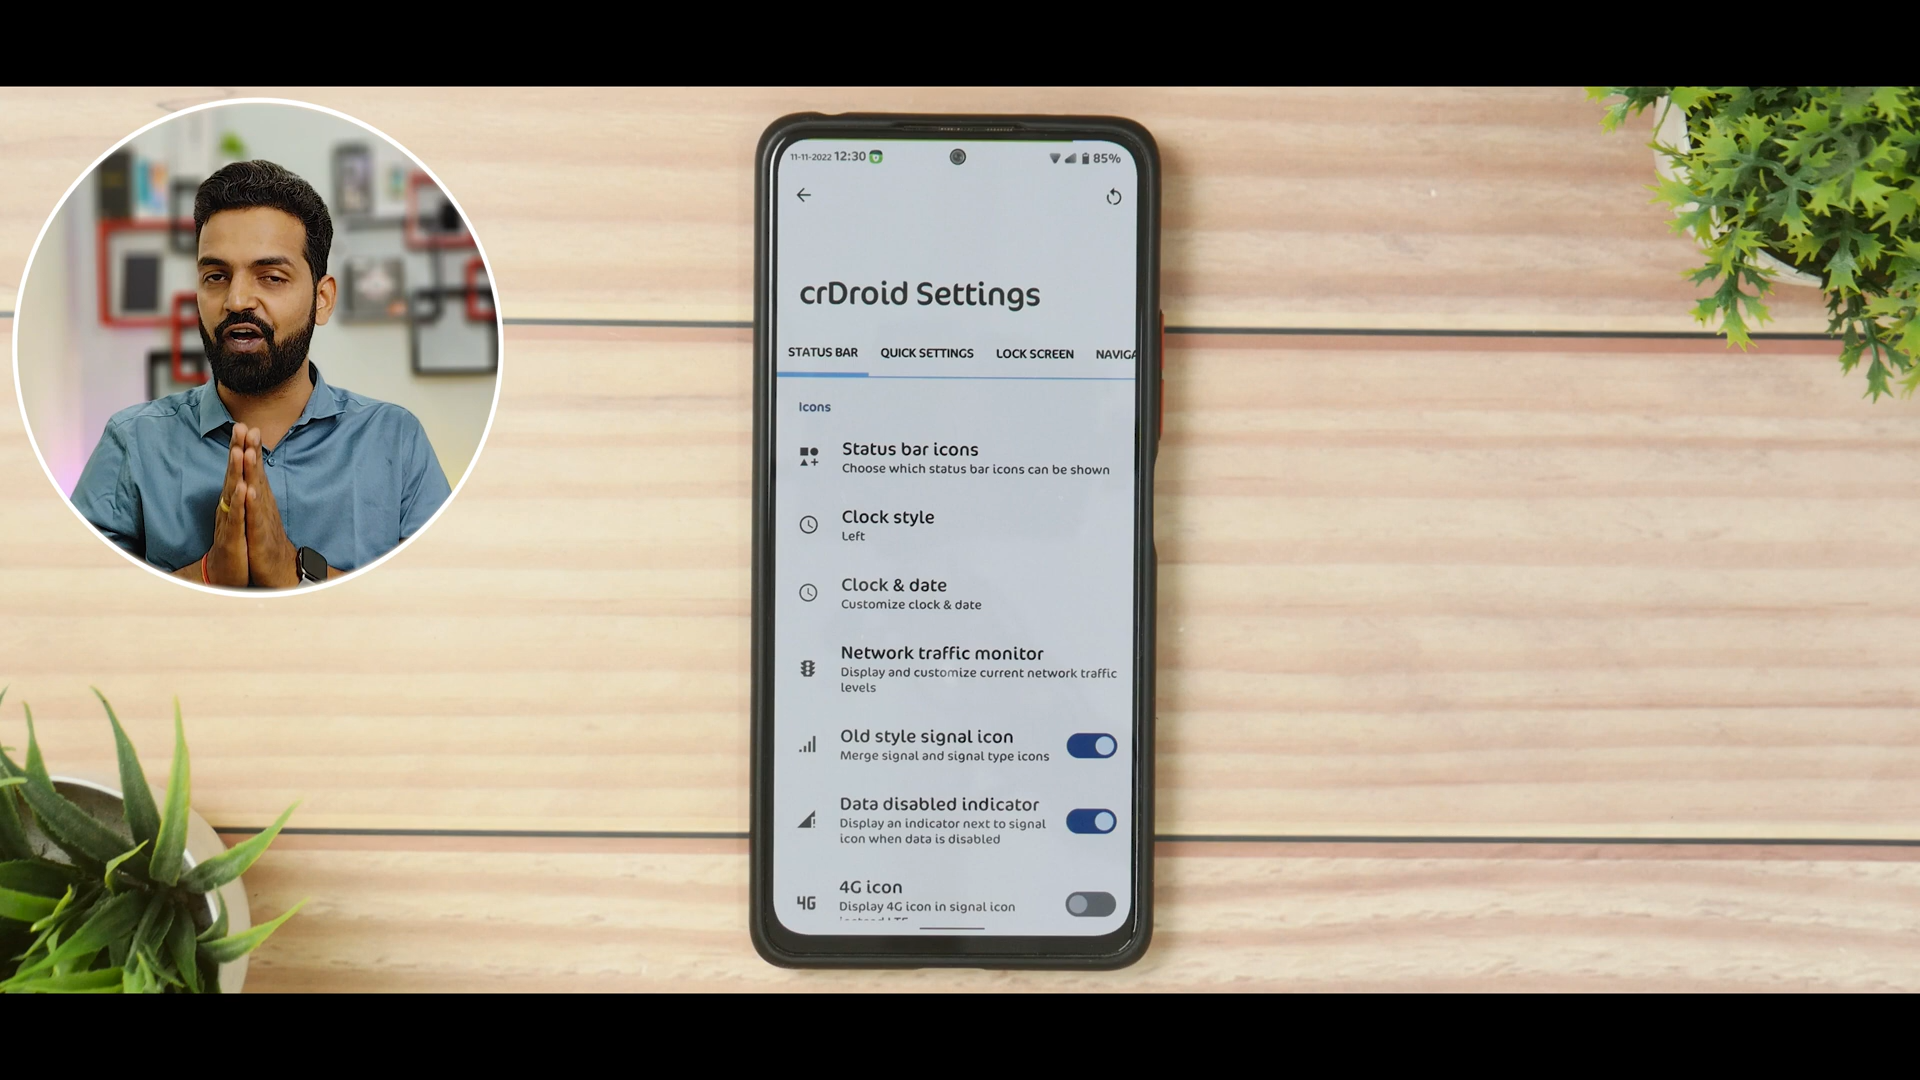 11-11-2022 12:30 85%
crDroid Settings
STATUS BAR QUICK SETTINGS LOCK SCREEN NAVIGA
Icons
Status bar icons
Choose which status bar icons can be shown
Clock style
Left
Clock & date
Customize clock & date
Network traffic monitor
Display and customize current network traffic
levels
Old style signal icon
Merge signal and signal type icons
Data disabled indicator
Display an indicator next to signal
icon when data is disabled
4G 4G icon
Display 4G icon in signal icon